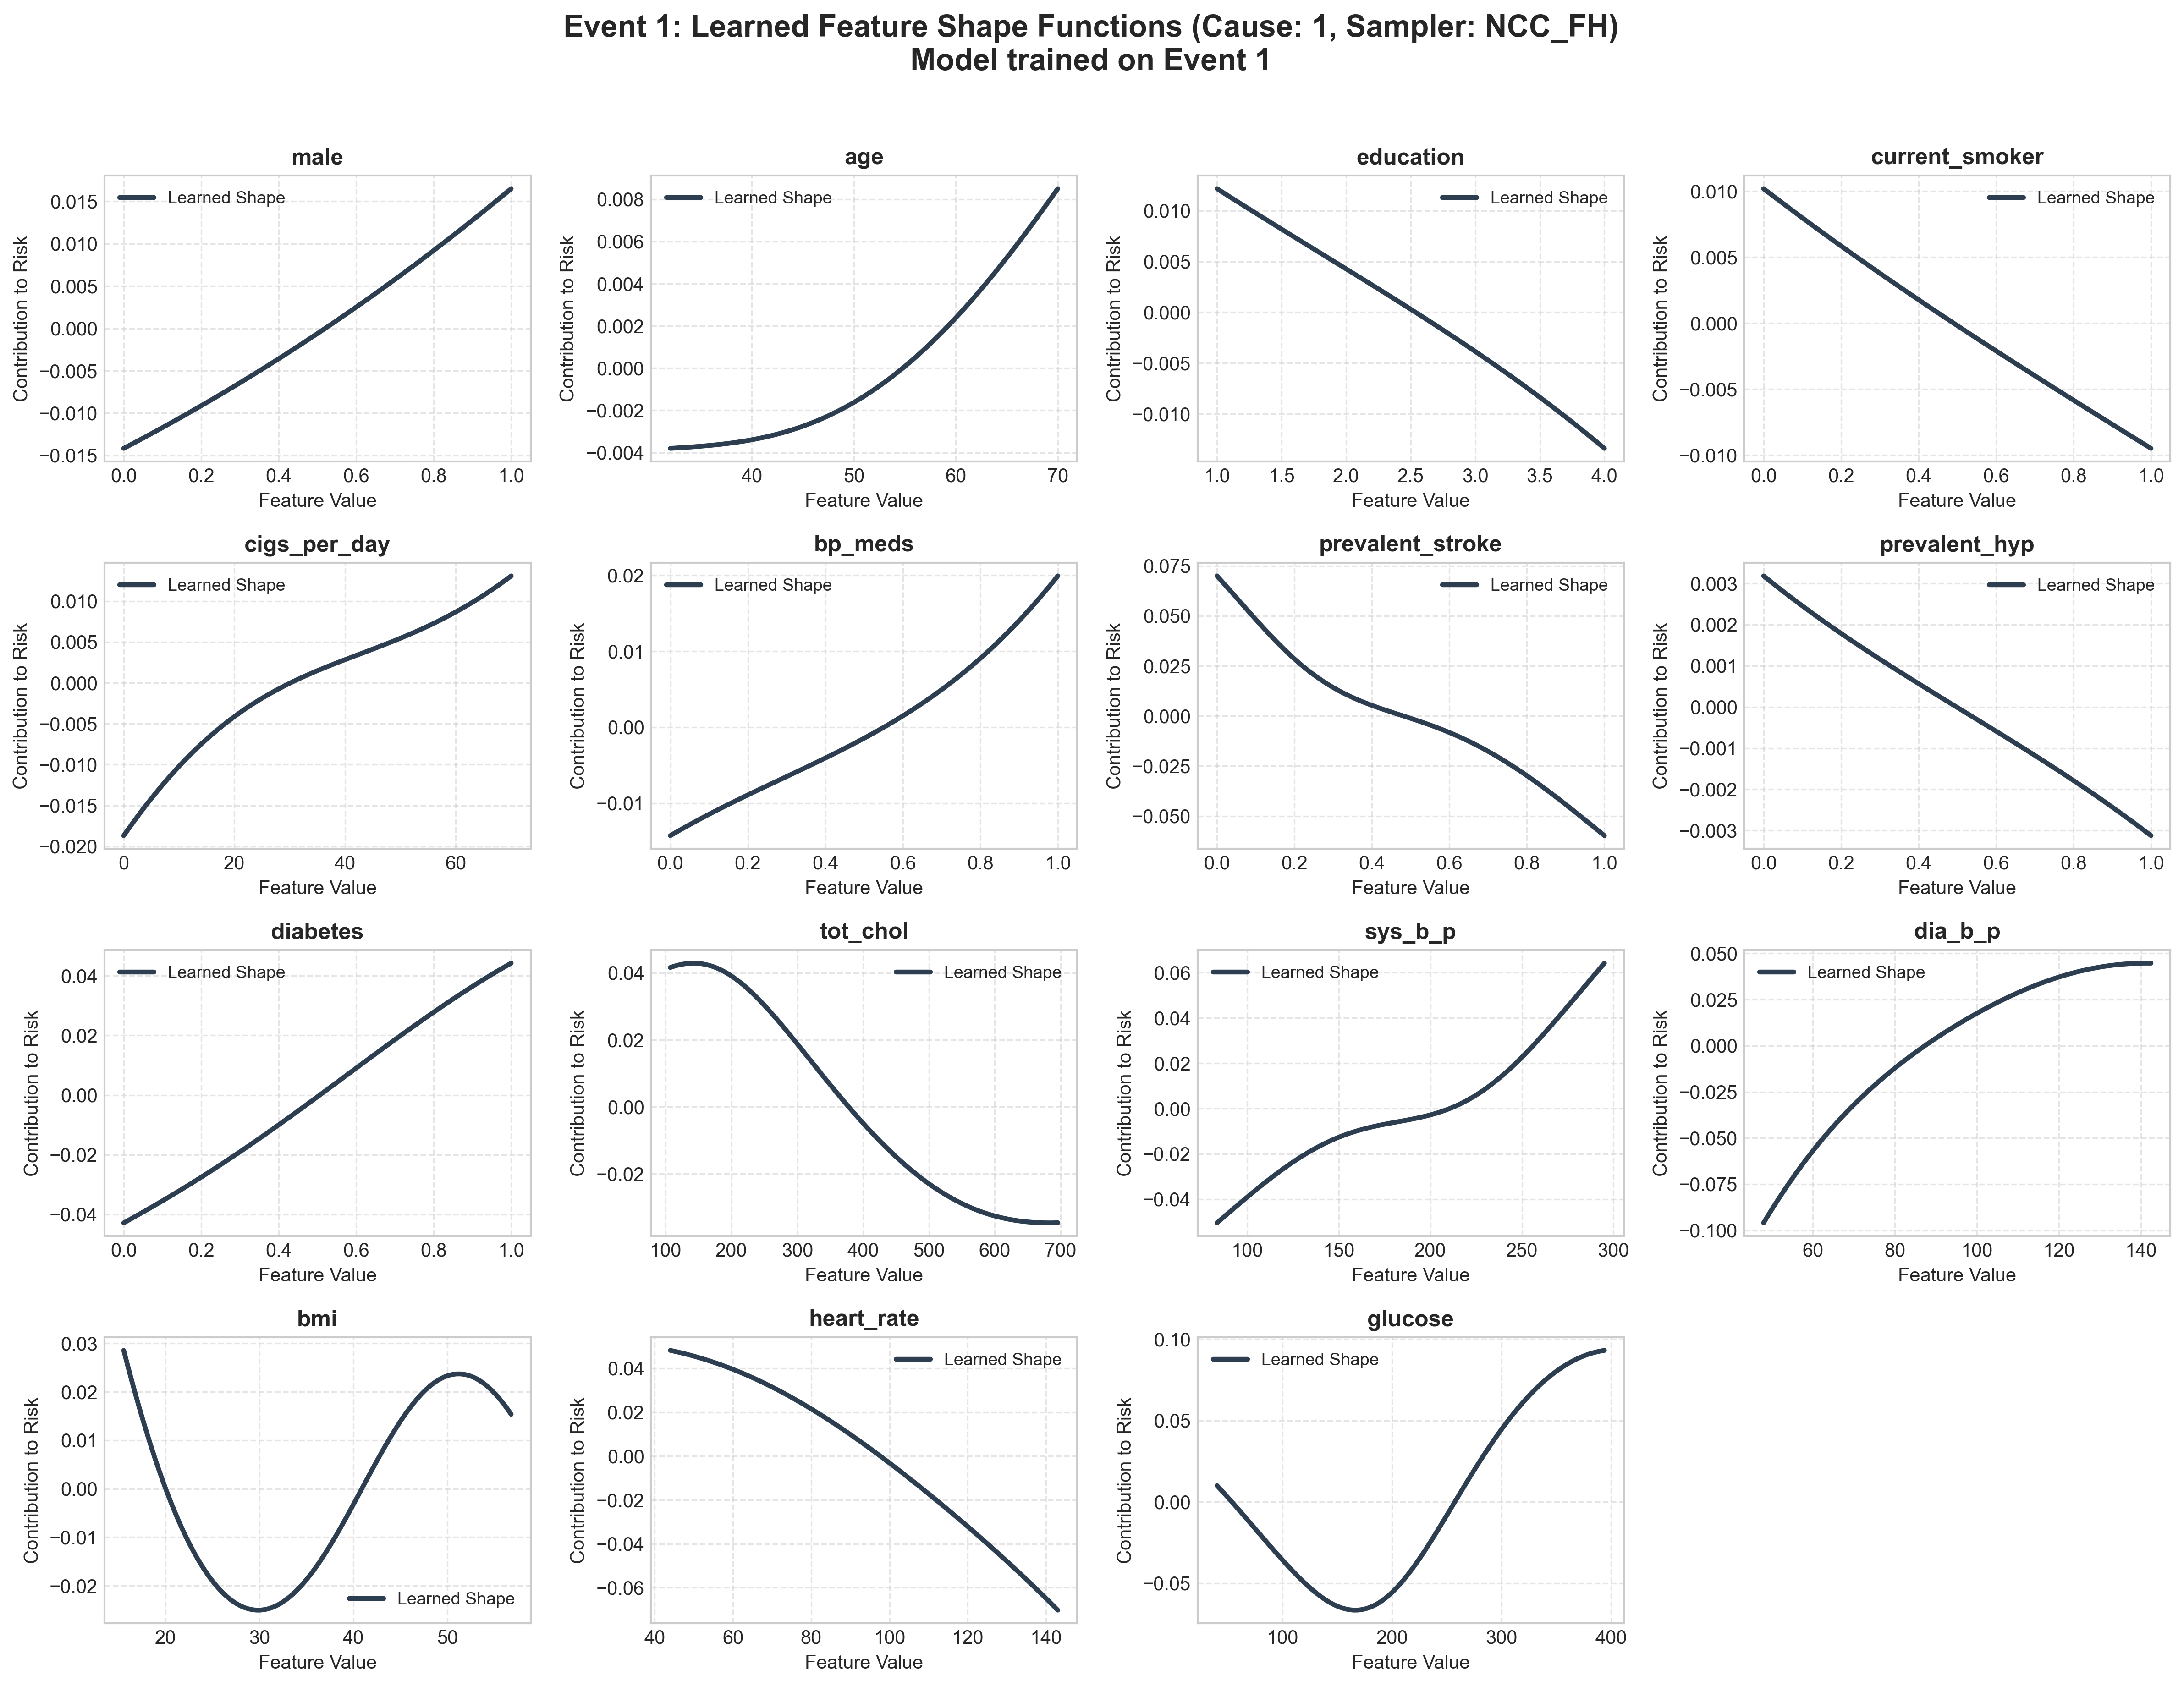 Event 1: Learned Feature Shape Functions (Cause: 1, Sampler: NCC_FH)
Model trained on Event 1
male
Learned Shape
Contribution to Risk
0.015
0.010
0.005
0.000
−0.005
−0.010
−0.015
0.0 0.2 0.4 0.6 0.8 1.0
Feature Value
age
Learned Shape
Contribution to Risk
0.008
0.006
0.004
0.002
0.000
−0.002
−0.004
40 50 60 70
Feature Value
education
Learned Shape
Contribution to Risk
0.010
0.005
0.000
−0.005
−0.010
1.0 1.5 2.0 2.5 3.0 3.5 4.0
Feature Value
current_smoker
Learned Shape
Contribution to Risk
0.010
0.005
0.000
−0.005
−0.010
0.0 0.2 0.4 0.6 0.8 1.0
Feature Value
cigs_per_day
Learned Shape
Contribution to Risk
0.010
0.005
0.000
−0.005
−0.010
−0.015
−0.020
0 20 40 60
Feature Value
bp_meds
Learned Shape
Contribution to Risk
0.02
0.01
0.00
−0.01
0.0 0.2 0.4 0.6 0.8 1.0
Feature Value
prevalent_stroke
Learned Shape
Contribution to Risk
0.075
0.050
0.025
0.000
−0.025
−0.050
0.0 0.2 0.4 0.6 0.8 1.0
Feature Value
prevalent_hyp
Learned Shape
Contribution to Risk
0.003
0.002
0.001
0.000
−0.001
−0.002
−0.003
0.0 0.2 0.4 0.6 0.8 1.0
Feature Value
diabetes
Learned Shape
Contribution to Risk
0.04
0.02
0.00
−0.02
−0.04
0.0 0.2 0.4 0.6 0.8 1.0
Feature Value
tot_chol
Learned Shape
Contribution to Risk
0.04
0.02
0.00
−0.02
100 200 300 400 500 600 700
Feature Value
sys_b_p
Learned Shape
Contribution to Risk
0.06
0.04
0.02
0.00
−0.02
−0.04
100 150 200 250 300
Feature Value
dia_b_p
Learned Shape
Contribution to Risk
0.050
0.025
0.000
−0.025
−0.050
−0.075
−0.100
60 80 100 120 140
Feature Value
bmi
Learned Shape
Contribution to Risk
0.03
0.02
0.01
0.00
−0.01
−0.02
20 30 40 50
Feature Value
heart_rate
Learned Shape
Contribution to Risk
0.04
0.02
0.00
−0.02
−0.04
−0.06
40 60 80 100 120 140
Feature Value
glucose
Learned Shape
Contribution to Risk
0.10
0.05
0.00
−0.05
100 200 300 400
Feature Value